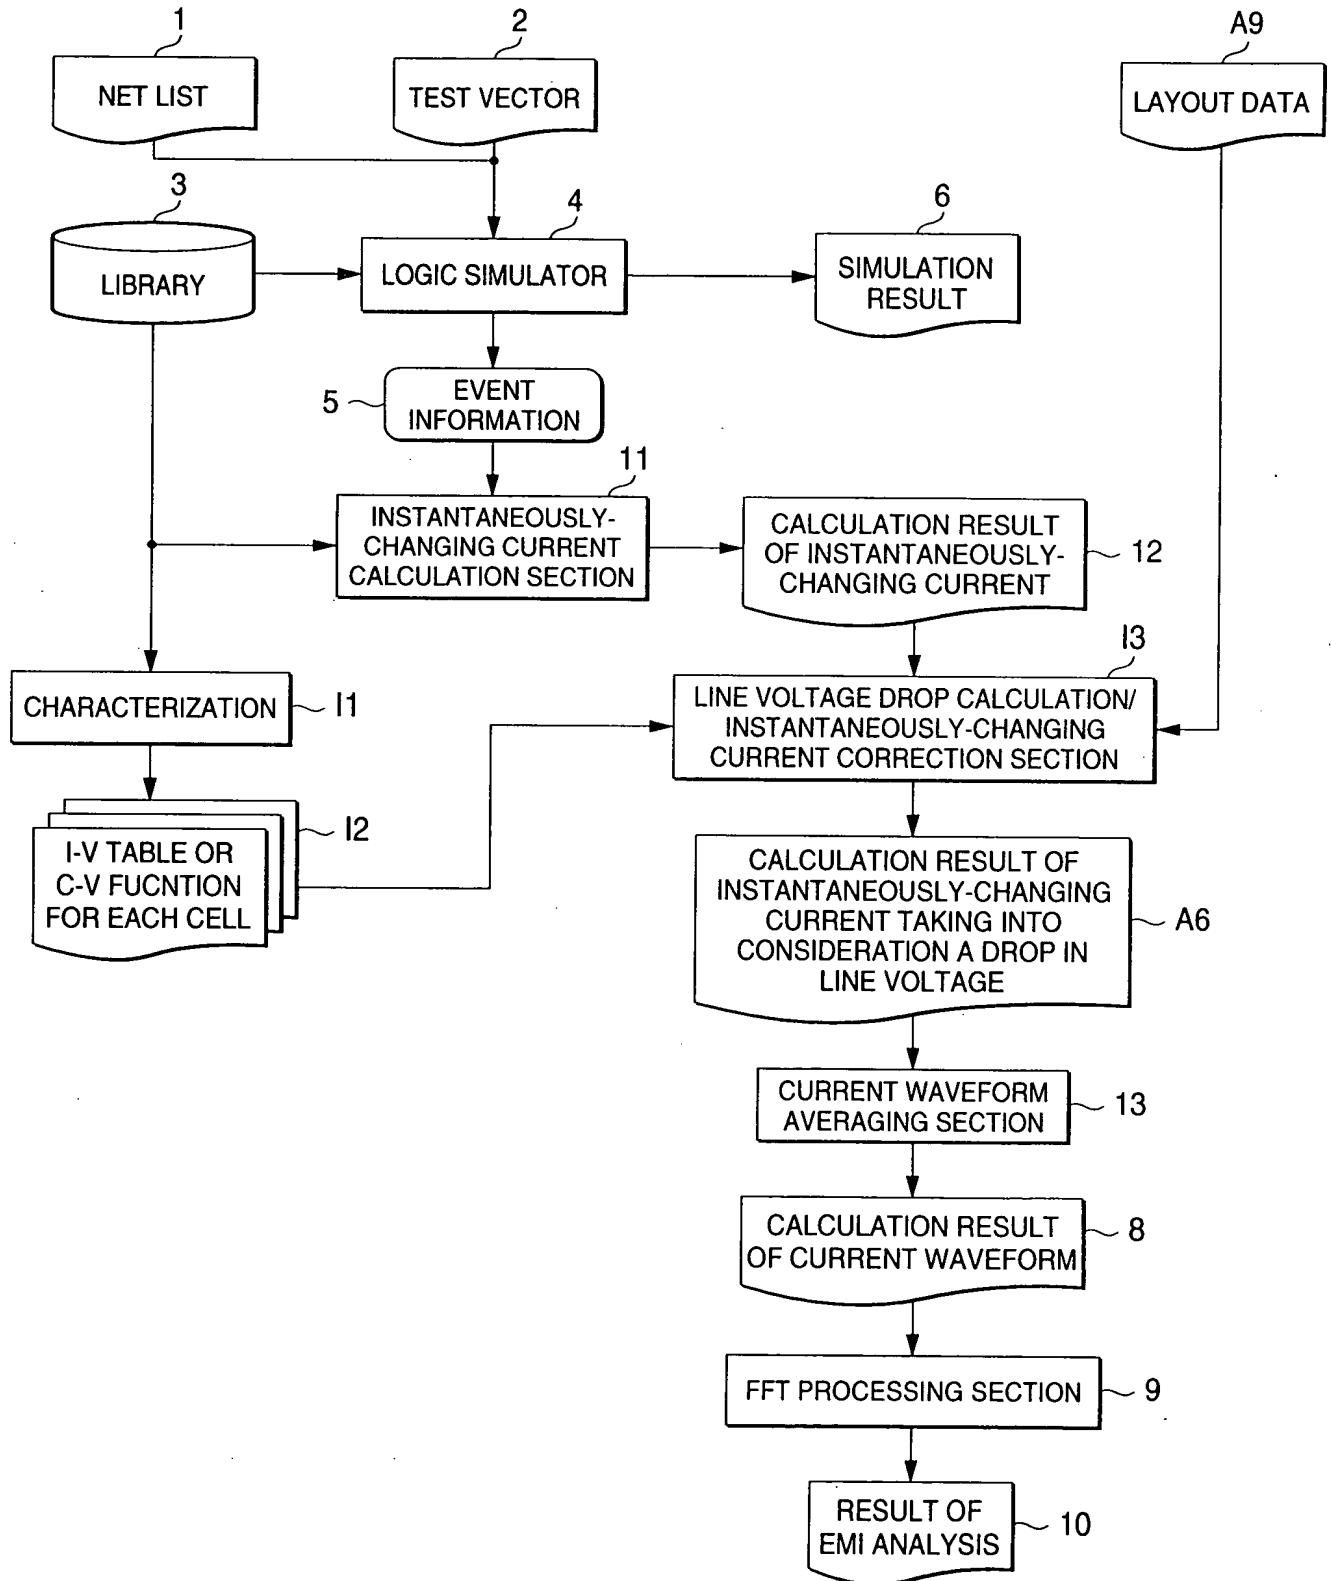 1
2
A9
NET LIST
TEST VECTOR
LAYOUT DATA
3
4
6
LIBRARY
LOGIC SIMULATOR
SIMULATION
RESULT
5
EVENT
INFORMATION
11
INSTANTANEOUSLY-
CHANGING CURRENT
CALCULATION SECTION
CALCULATION RESULT
OF INSTANTANEOUSLY-
CHANGING CURRENT
12
I3
CHARACTERIZATION
I1
LINE VOLTAGE DROP CALCULATION/
INSTANTANEOUSLY-CHANGING
CURRENT CORRECTION SECTION
I2
I-V TABLE OR
C-V FUCNTION
FOR EACH CELL
CALCULATION RESULT OF
INSTANTANEOUSLY-CHANGING
CURRENT TAKING INTO
CONSIDERATION A DROP IN
LINE VOLTAGE
A6
CURRENT WAVEFORM
AVERAGING SECTION
13
CALCULATION RESULT
OF CURRENT WAVEFORM
8
FFT PROCESSING SECTION
9
RESULT OF
EMI ANALYSIS
10